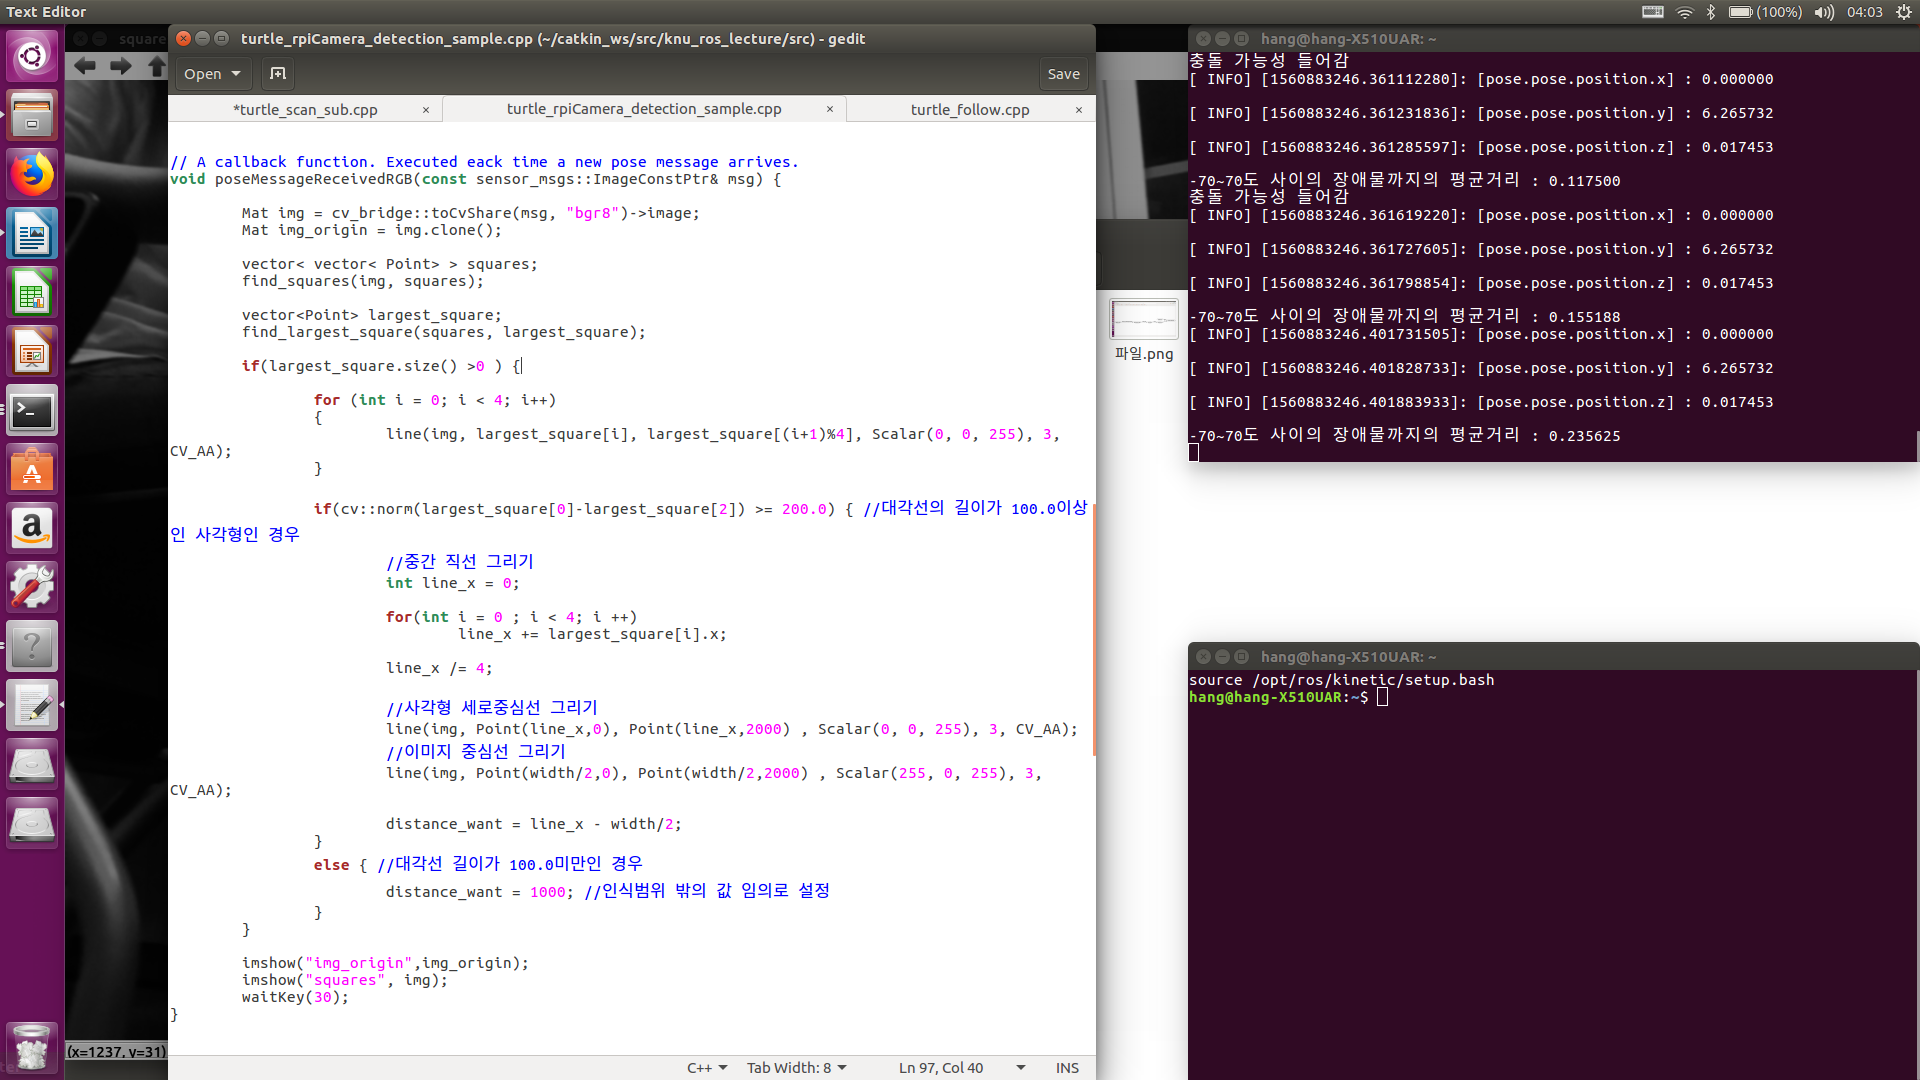 Text Editor
(100%)
04:03
square
turtle_rpiCamera_detection_sample.cpp (~/catkin_ws/src/knu_ros_lecture/src) - gedit
Open
Save
*turtle_scan_sub.cpp ×
turtle_rpiCamera_detection_sample.cpp ×
turtle_follow.cpp ×
// A callback function. Executed eack time a new pose message arrives.
void poseMessageReceivedRGB(const sensor_msgs::ImageConstPtr& msg) {
Mat img = cv_bridge::toCvShare(msg, "bgr8")->image;
Mat img_origin = img.clone();
vector< vector< Point> > squares;
find_squares(img, squares);
vector<Point> largest_square;
find_largest_square(squares, largest_square);
if(largest_square.size() >0 ) {
for (int i = 0; i < 4; i++)
{
line(img, largest_square[i], largest_square[(i+1)%4], Scalar(0, 0, 255), 3,
CV_AA);
}
if(cv::norm(largest_square[0]-largest_square[2]) >= 200.0) { //대각선의 길이가 100.0이상
인 사각형인 경우
//중간 직선 그리기
int line_x = 0;
for(int i = 0 ; i < 4; i ++)
line_x += largest_square[i].x;
line_x /= 4;
//사각형 세로중심선 그리기
line(img, Point(line_x,0), Point(line_x,2000) , Scalar(0, 0, 255), 3, CV_AA);
//이미지 중심선 그리기
line(img, Point(width/2,0), Point(width/2,2000) , Scalar(255, 0, 255), 3,
CV_AA);
distance_want = line_x - width/2;
}
else { //대각선 길이가 100.0미만인 경우
distance_want = 1000; //인식범위 밖의 값 임의로 설정
}
}
imshow("img_origin",img_origin);
imshow("squares", img);
waitKey(30);
}
C++
Tab Width: 8
Ln 97, Col 40
INS
(x=1237, y=31)
파일.png
hang@hang-X510UAR: ~
충돌 가능성 들어감
[ INFO] [1560883246.361112280]: [pose.pose.position.x] : 0.000000
[ INFO] [1560883246.361231836]: [pose.pose.position.y] : 6.265732
[ INFO] [1560883246.361285597]: [pose.pose.position.z] : 0.017453
-70~70도 사이의 장애물까지의 평균거리 : 0.117500
충돌 가능성 들어감
[ INFO] [1560883246.361619220]: [pose.pose.position.x] : 0.000000
[ INFO] [1560883246.361727605]: [pose.pose.position.y] : 6.265732
[ INFO] [1560883246.361798854]: [pose.pose.position.z] : 0.017453
-70~70도 사이의 장애물까지의 평균거리 : 0.155188
[ INFO] [1560883246.401731505]: [pose.pose.position.x] : 0.000000
[ INFO] [1560883246.401828733]: [pose.pose.position.y] : 6.265732
[ INFO] [1560883246.401883933]: [pose.pose.position.z] : 0.017453
-70~70도 사이의 장애물까지의 평균거리 : 0.235625
hang@hang-X510UAR: ~
source /opt/ros/kinetic/setup.bash
hang@hang-X510UAR:~$